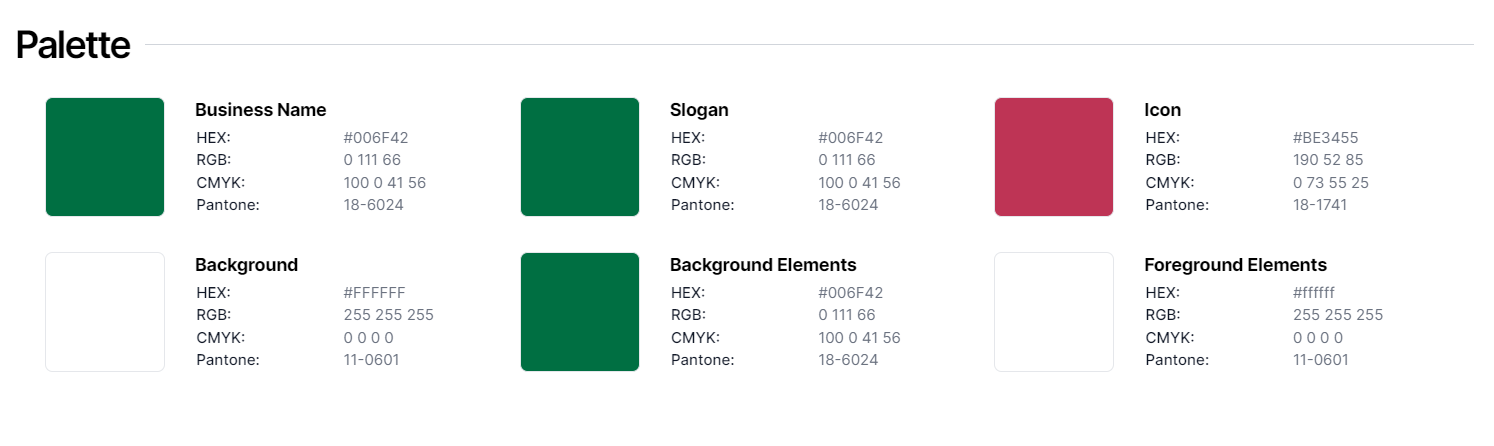 Palette
Business Name
HEX: #006F42
RGB: 0 111 66
CMYK: 100 0 41 56
Pantone: 18-6024
Slogan
HEX: #006F42
RGB: 0 111 66
CMYK: 100 0 41 56
Pantone: 18-6024
Icon
HEX: #BE3455
RGB: 190 52 85
CMYK: 0 73 55 25
Pantone: 18-1741
Background
HEX: #FFFFFF
RGB: 255 255 255
CMYK: 0 0 0 0
Pantone: 11-0601
Background Elements
HEX: #006F42
RGB: 0 111 66
CMYK: 100 0 41 56
Pantone: 18-6024
Foreground Elements
HEX: #ffffff
RGB: 255 255 255
CMYK: 0 0 0 0
Pantone: 11-0601